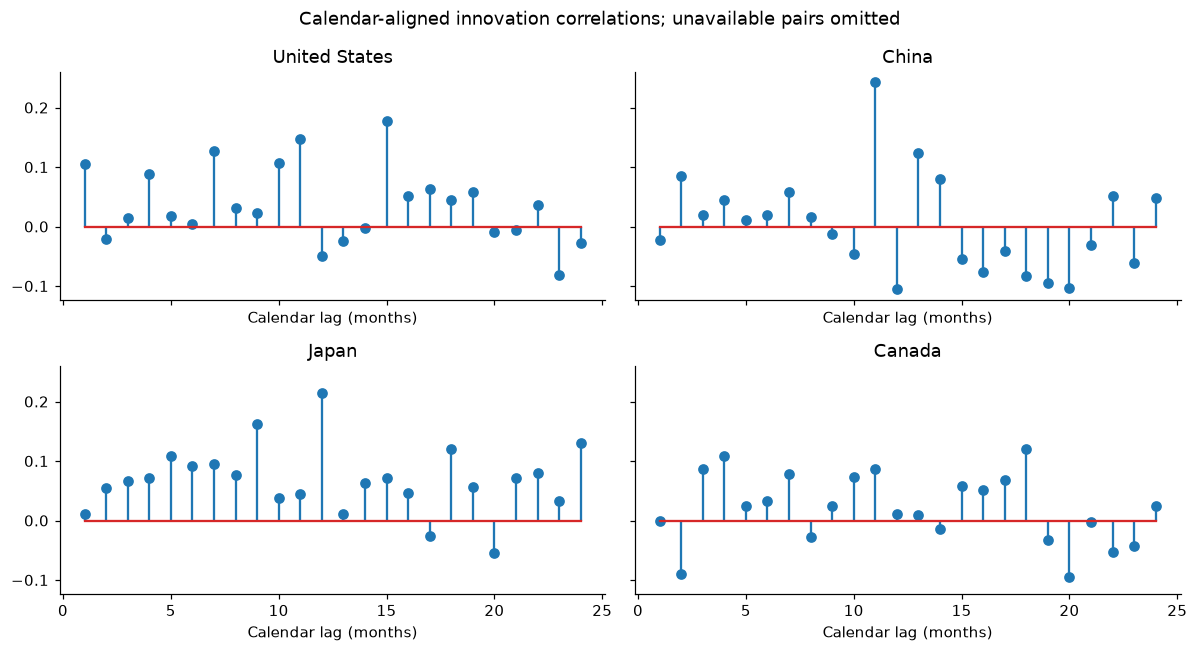 Calendar-aligned innovation correlations; unavailable pairs omitted
United States
China
0.2
0.1
0.0
−0.1
Calendar lag (months)
Calendar lag (months)
Japan
Canada
0.2
0.1
0.0
−0.1
0 5 10 15 20 25
0 5 10 15 20 25
Calendar lag (months)
Calendar lag (months)